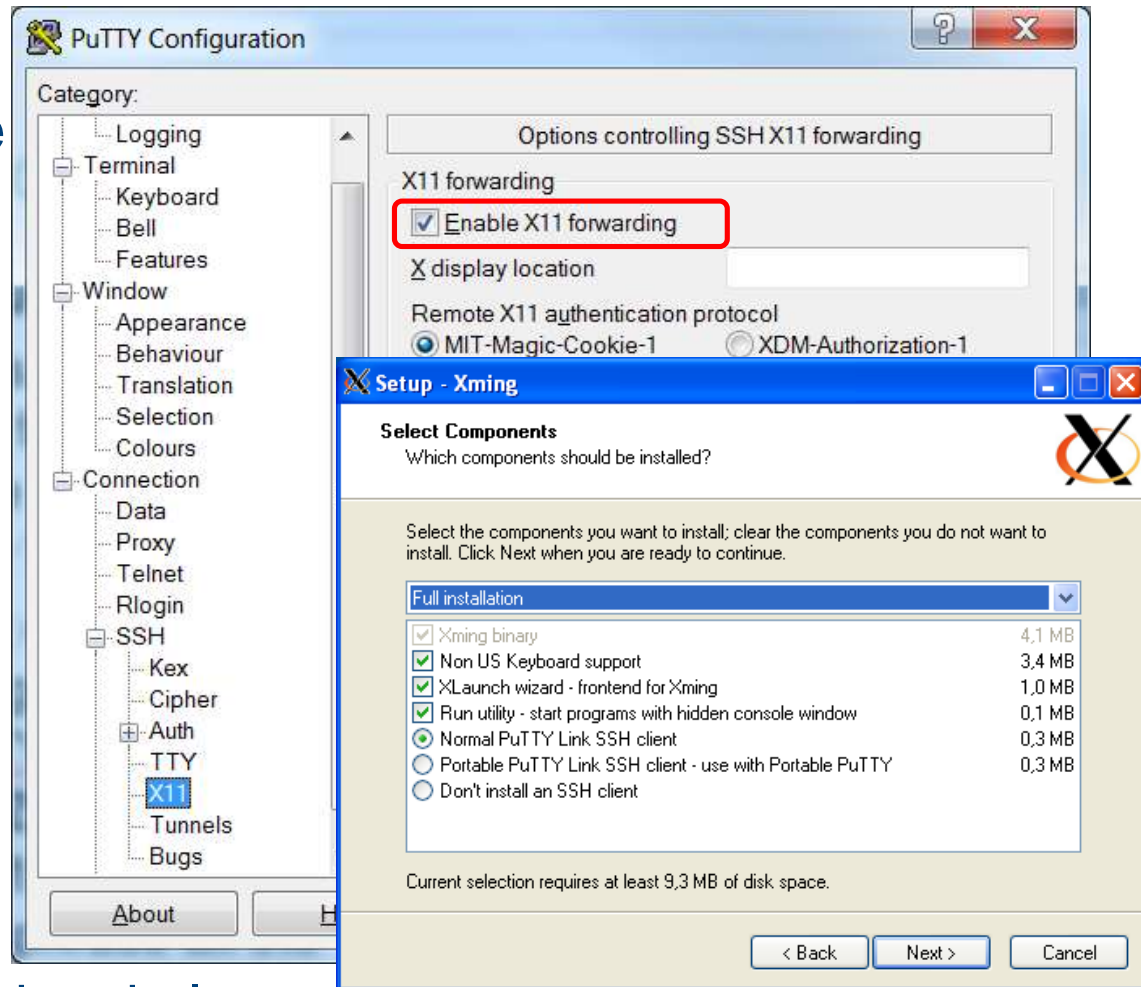 PuTTY Configuration
Category:
Logging
Terminal
Keyboard
Bell
Features
Window
Appearance
Behaviour
Translation
Selection
Colours
Connection
Data
Proxy
Telnet
Rlogin
SSH
Kex
Cipher
Auth
TTY
X11
Tunnels
Bugs
About
Options controlling SSH X11 forwarding
X11 forwarding
Enable X11 forwarding
X display location
Remote X11 authentication protocol
MIT-Magic-Cookie-1 XDM-Authorization-1
Setup - Xming
Select Components
Which components should be installed?
Select the components you want to install; clear the components you do not want to
install. Click Next when you are ready to continue.
Full installation
Xming binary 4,1 MB
Non US Keyboard support 3,4 MB
XLaunch wizard - frontend for Xming 1,0 MB
Run utility - start programs with hidden console window 0,1 MB
Normal PuTTY Link SSH client 0,3 MB
Portable PuTTY Link SSH client - use with Portable PuTTY 0,3 MB
Don't install an SSH client
Current selection requires at least 9,3 MB of disk space.
< Back Next > Cancel